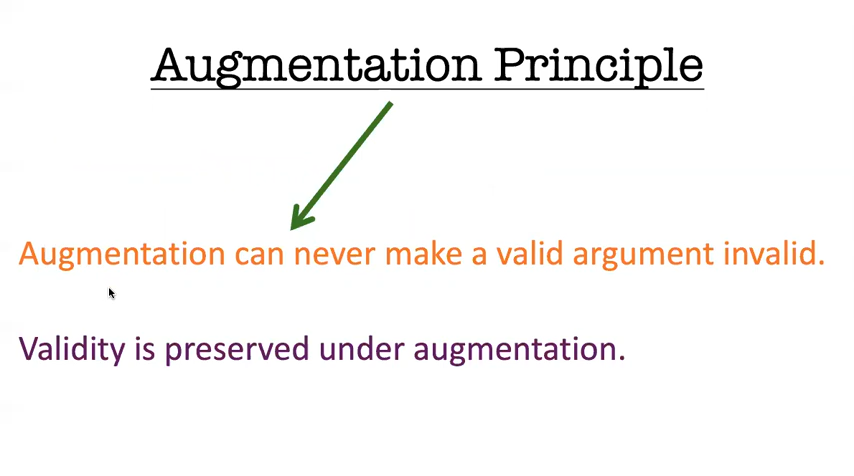 Augmentation Principle
Augmentation can never make a valid argument invalid.
Validity is preserved under augmentation.